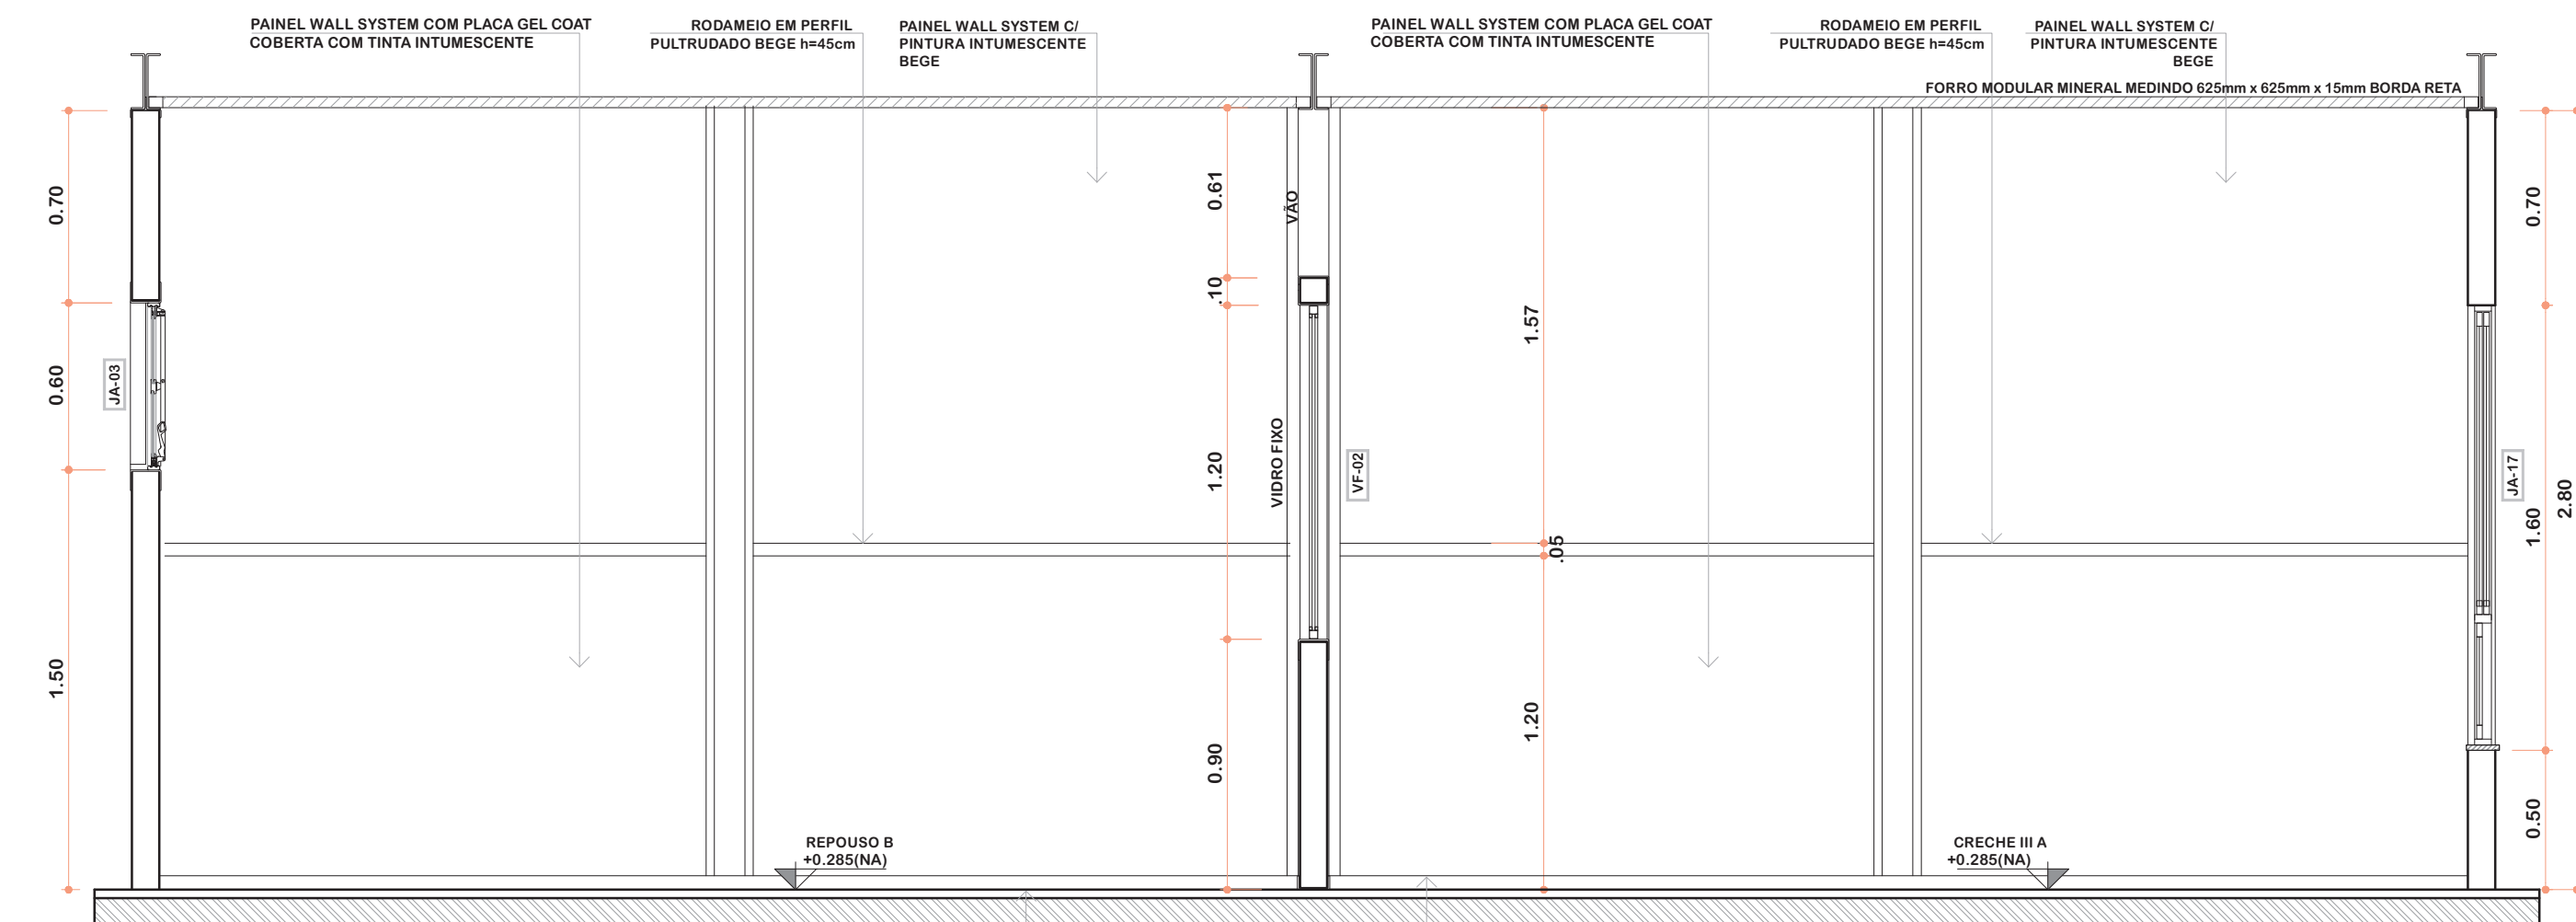 PAINEL WALL SYSTEM COM PLACA GEL COAT
COBERTA COM TINTA INTUMESCENTE
RODAMEIO EM PERFIL
PULTRUDADO BEGE h=45cm
PAINEL WALL SYSTEM C/
PINTURA INTUMESCENTE
BEGE
PAINEL WALL SYSTEM COM PLACA GEL COAT
COBERTA COM TINTA INTUMESCENTE
RODAMEIO EM PERFIL
PULTRUDADO BEGE h=45cm
PAINEL WALL SYSTEM C/
PINTURA INTUMESCENTE
BEGE
FORRO MODULAR MINERAL MEDINDO 625mm x 625mm x 15mm BORDA RETA
0.70
0.60
1.50
JA-03
0.61
.10
1.20
0.90
VÃO
VIDRO FIXO
VF-02
1.57
.05
1.20
JA-17
0.70
1.60
0.50
2.80
REPOUSO B
+0.285(NA)
CRECHE III A
+0.285(NA)